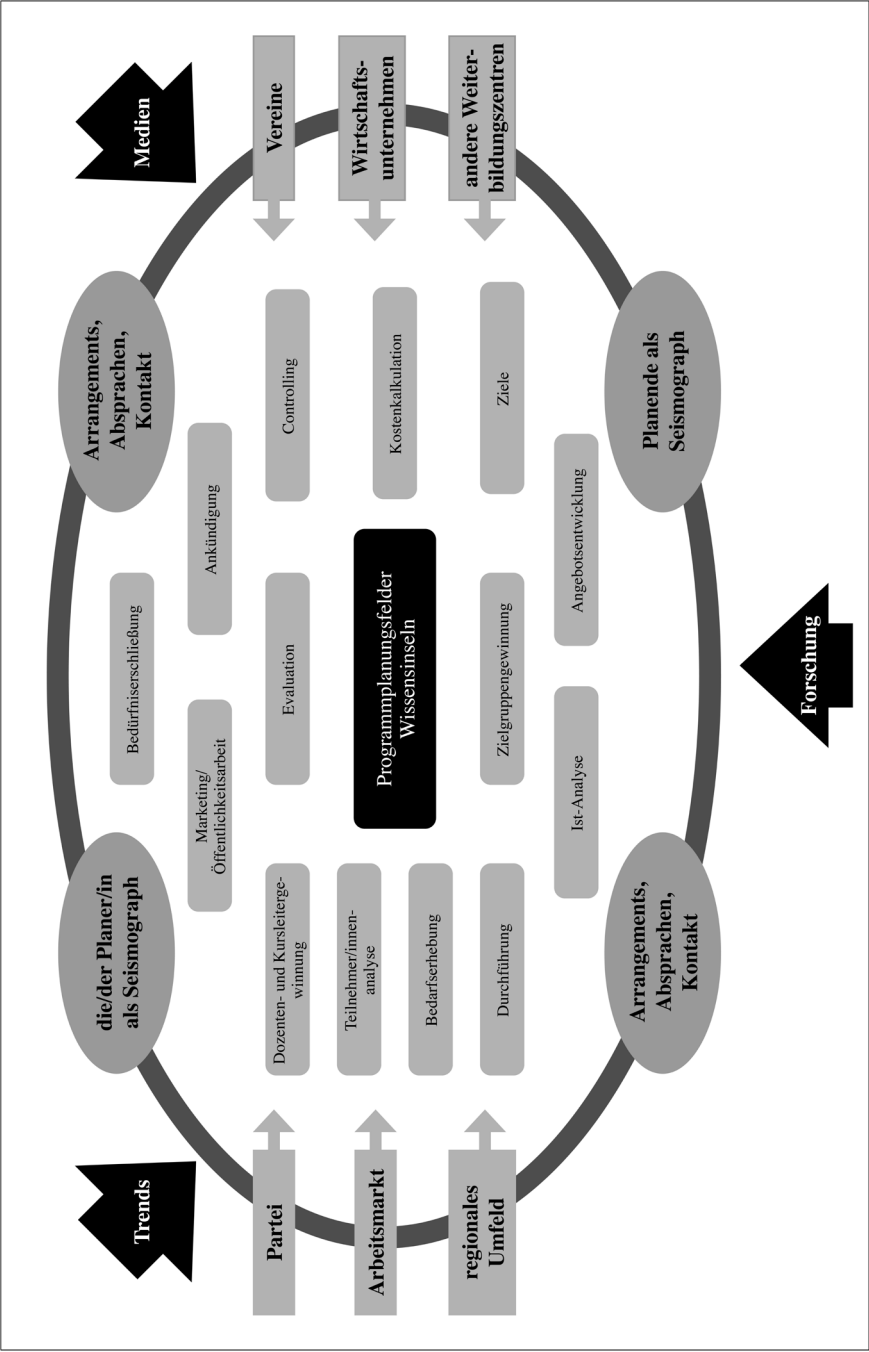 Trends
Medien
die/der Planer/in
als Seismograph
Arrangements,
Absprachen,
Kontakt
Bedürfniserschließung
Marketing/
Öffentlichkeitsarbeit
Ankündigung
Partei
Dozenten- und Kursleiterge-
winnung
Evaluation
Controlling
Vereine
Arbeitsmarkt
Teilnehmer/innen-
analyse
Bedarfserhebung
Programmplanungsfelder
Wissensinseln
Kostenkalkulation
Wirtschafts-
unternehmen
regionales
Umfeld
Durchführung
Zielgruppengewinnung
Ziele
andere Weiter-
bildungszentren
Ist-Analyse
Angebotsentwicklung
Arrangements,
Absprachen,
Kontakt
Planende als
Seismograph
Forschung